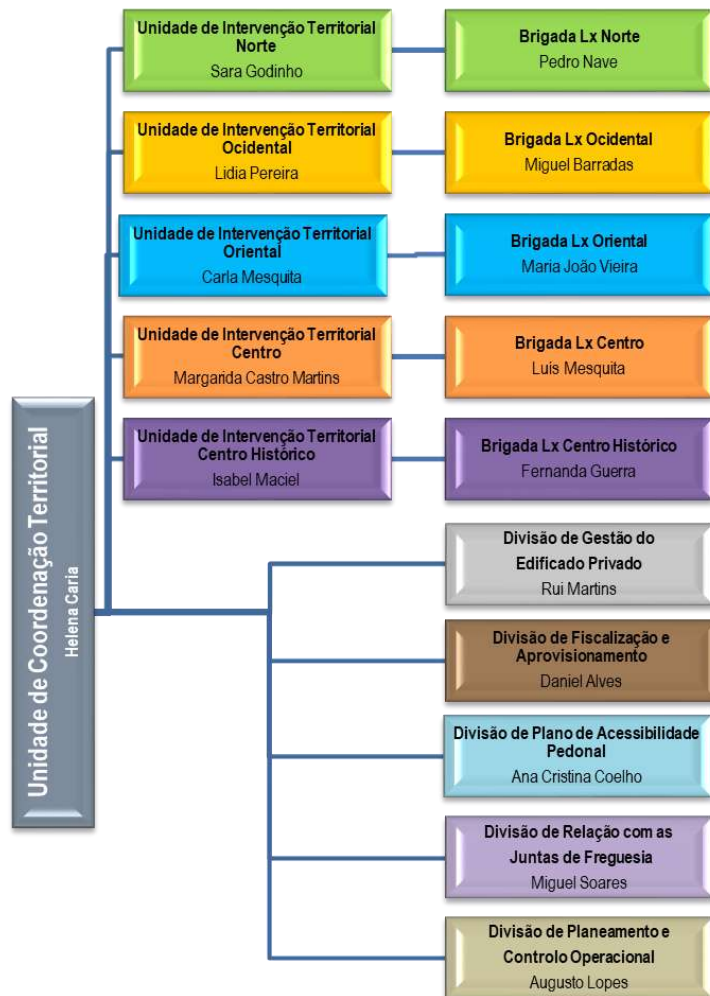 Unidade de Coordenação Territorial
Helena Caria
Unidade de Intervenção Territorial
Norte
Sara Godinho
Brigada Lx Norte
Pedro Nave
Unidade de Intervenção Territorial
Ocidental
Lidia Pereira
Brigada Lx Ocidental
Miguel Barradas
Unidade de Intervenção Territorial
Oriental
Carla Mesquita
Brigada Lx Oriental
Maria João Vieira
Unidade de Intervenção Territorial
Centro
Margarida Castro Martins
Brigada Lx Centro
Luís Mesquita
Unidade de Intervenção Territorial
Centro Histórico
Isabel Maciel
Brigada Lx Centro Histórico
Fernanda Guerra
Divisão de Gestão do
Edificado Privado
Rui Martins
Divisão de Fiscalização e
Aprovisionamento
Daniel Alves
Divisão de Plano de Acessibilidade
Pedonal
Ana Cristina Coelho
Divisão de Relação com as
Juntas de Freguesia
Miguel Soares
Divisão de Planeamento e
Controlo Operacional
Augusto Lopes